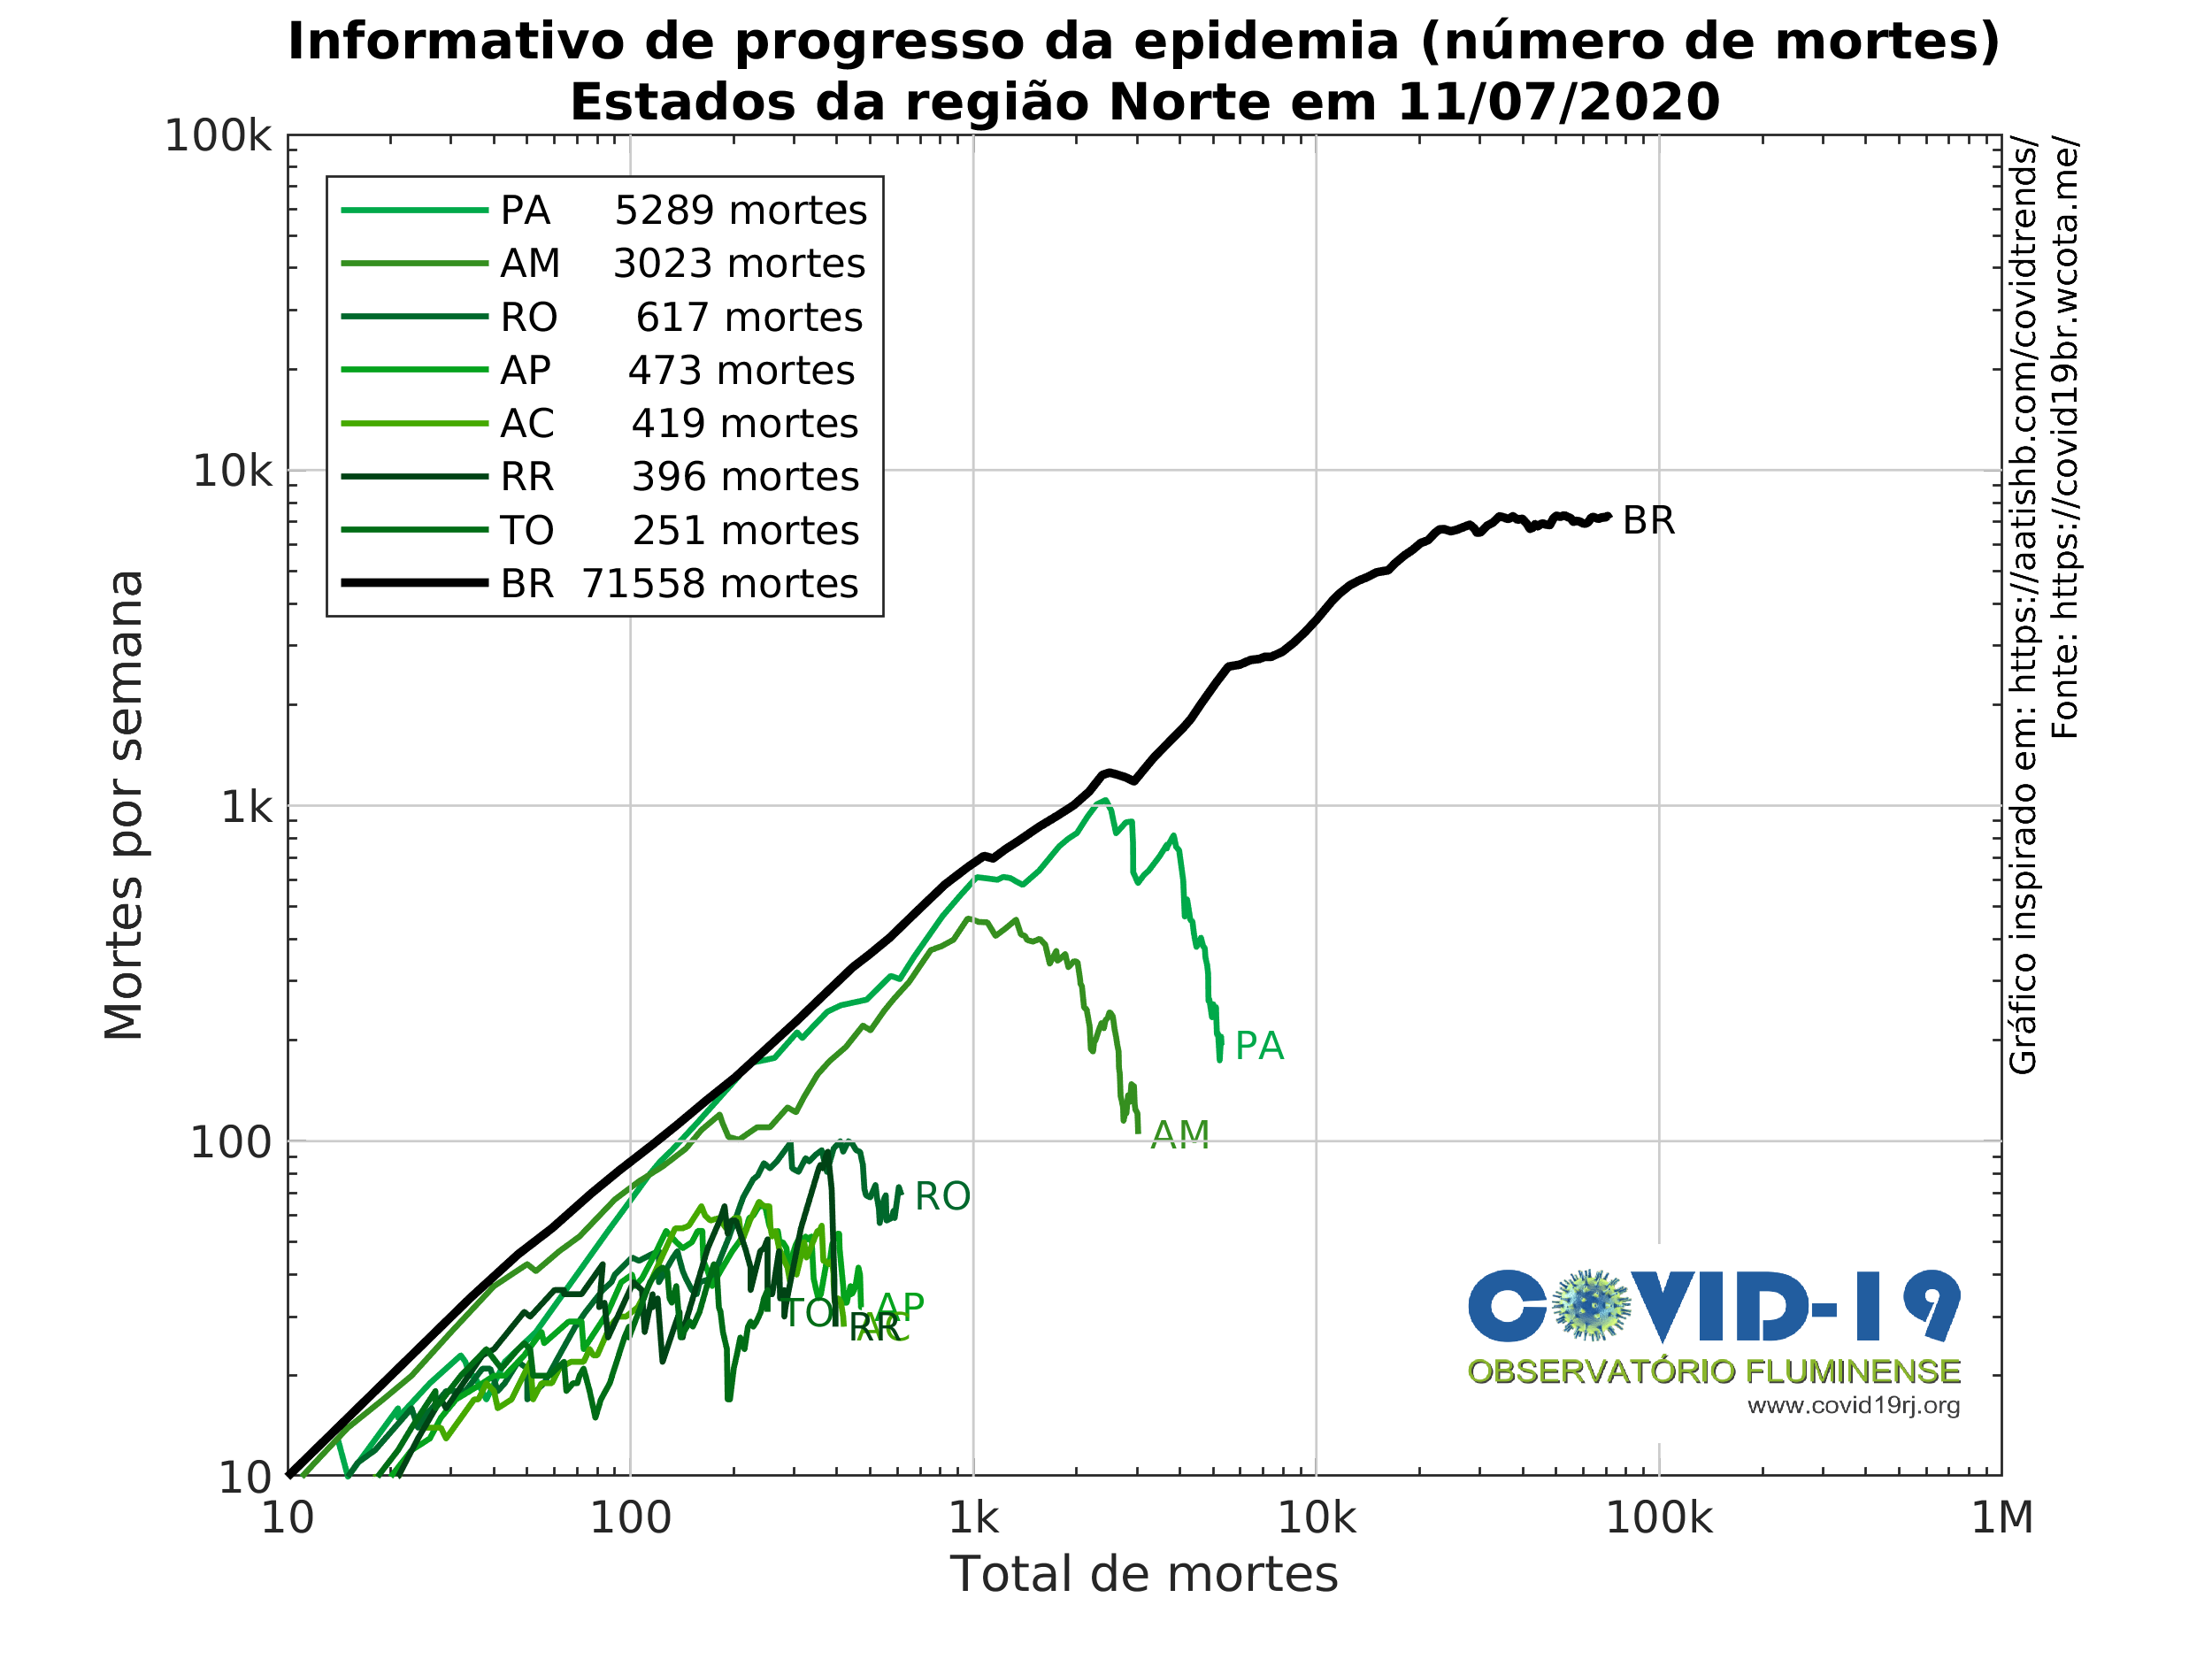 Informativo de progresso da epidemia (número de mortes)
Estados da região Norte em 11/07/2020
100k
10k
1k
100
10
Mortes por semana
PA 5289 mortes
AM 3023 mortes
RO 617 mortes
AP 473 mortes
AC 419 mortes
RR 396 mortes
TO 251 mortes
BR 71558 mortes
BR
PA
AM
RO
TO
AP
RR
AC
Gráfico inspirado em: https://aatishb.com/covidtrends/
Fonte: https://covid19br.wcota.me/
COVID-19
OBSERVATÓRIO FLUMINENSE
www.covid19rj.org
10
100
1k
10k
100k
1M
Total de mortes